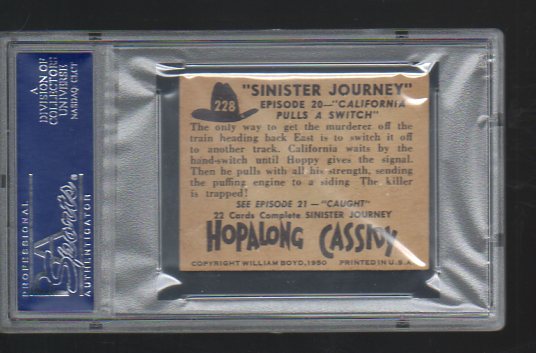 228
"SINISTER JOURNEY"
EPISODE 20—"CALIFORNIA
PULLS A SWITCH"
The only way to get the murderer off the
train heading back East is to switch it off
to another track. California waits by the
hand-switch until Hoppy gives the signal.
Then he pulls with all his strength, sending
the puffing engine to a siding The killer
is trapped!
SEE EPISODE 21 — "CAUGHT"
22 Cards Complete SINISTER JOURNEY
HOPALONG CASSIDY
COPYRIGHT WILLIAM BOYD, 1950 PRINTED IN U.S.A.
A
DIVISION OF
COLLECTORS
UNIVERSE
NASDAQ: CLCT
PROFESSIONAL
Sports
AUTHENTICATOR